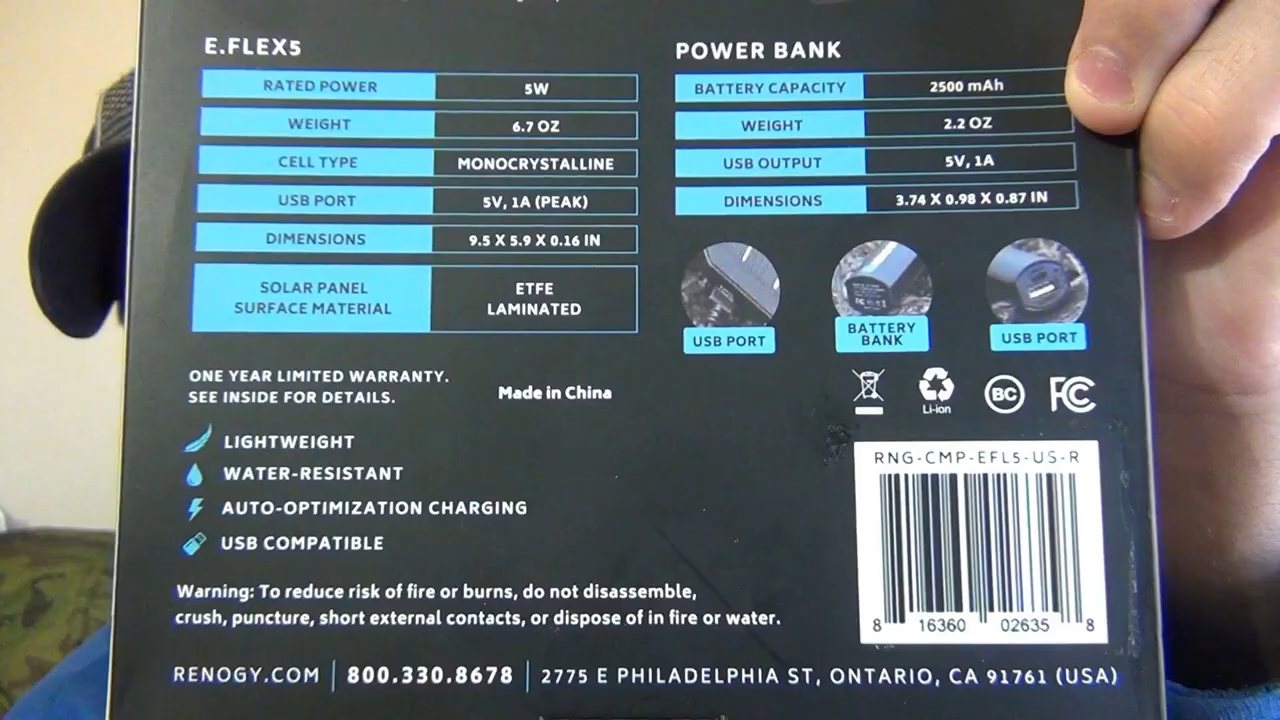 E.FLEX5
RATED POWER 5W
WEIGHT 6.7 OZ
CELL TYPE MONOCRYSTALLINE
USB PORT 5V, 1A (PEAK)
DIMENSIONS 9.5 X 5.9 X 0.16 IN
SOLAR PANEL
SURFACE MATERIAL
ETFE
LAMINATED
POWER BANK
BATTERY CAPACITY 2500 mAh
WEIGHT 2.2 OZ
USB OUTPUT 5V, 1A
DIMENSIONS 3.74 X 0.98 X 0.87 IN
USB PORT
BATTERY
BANK
USB PORT
ONE YEAR LIMITED WARRANTY.
SEE INSIDE FOR DETAILS.
Made in China
Li-ion
BC
FC
LIGHTWEIGHT
WATER-RESISTANT
AUTO-OPTIMIZATION CHARGING
USB COMPATIBLE
RNG-CMP-EFL5-US-R
8 16360 02635 8
Warning: To reduce risk of fire or burns, do not disassemble,
crush, puncture, short external contacts, or dispose of in fire or water.
RENOGY.COM | 800.330.8678 | 2775 E PHILADELPHIA ST, ONTARIO, CA 91761 (USA)